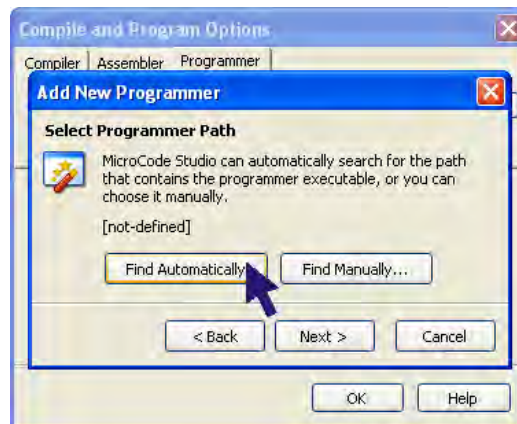 Compile and Program Options
Compiler Assembler Programmer
Add New Programmer
Select Programmer Path
MicroCode Studio can automatically search for the path
that contains the programmer executable, or you can
choose it manually.
[not-defined]
Find Automatically Find Manually...
< Back Next > Cancel
OK Help